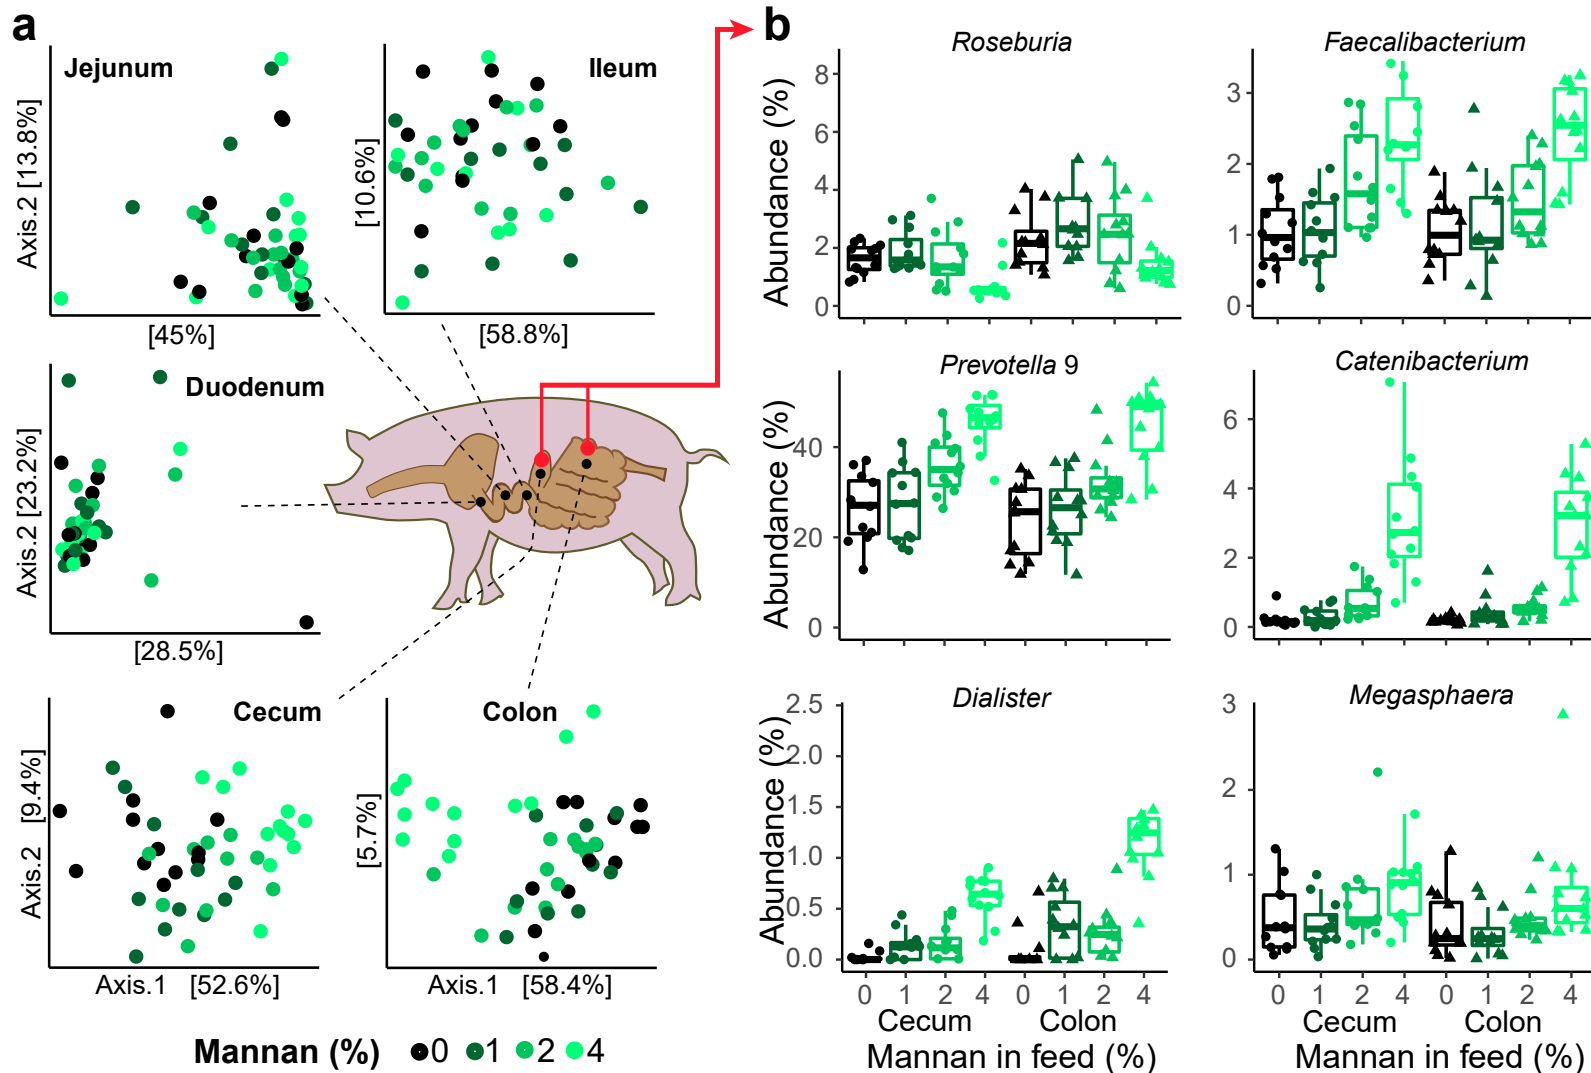 a
Jejunum
Axis.2 [13.8%]
[45%]
Ileum
[10.6%]
[58.8%]
Duodenum
Axis.2 [23.2%]
[28.5%]
Cecum
Axis.2 [9.4%]
Axis.1 [52.6%]
Colon
[5.7%]
Axis.1 [58.4%]
Mannan (%) 0 1 2 4
b
Roseburia
Abundance (%)
8
6
4
2
0
Faecalibacterium
3
2
1
0
Prevotella 9
Abundance (%)
40
20
0
Catenibacterium
6
4
2
0
Dialister
Abundance (%)
2.5
2.0
1.5
1.0
0.5
0.0
0 1 2 4 0 1 2 4
Cecum Colon
Mannan in feed (%)
Megasphaera
3
2
1
0
0 1 2 4 0 1 2 4
Cecum Colon
Mannan in feed (%)